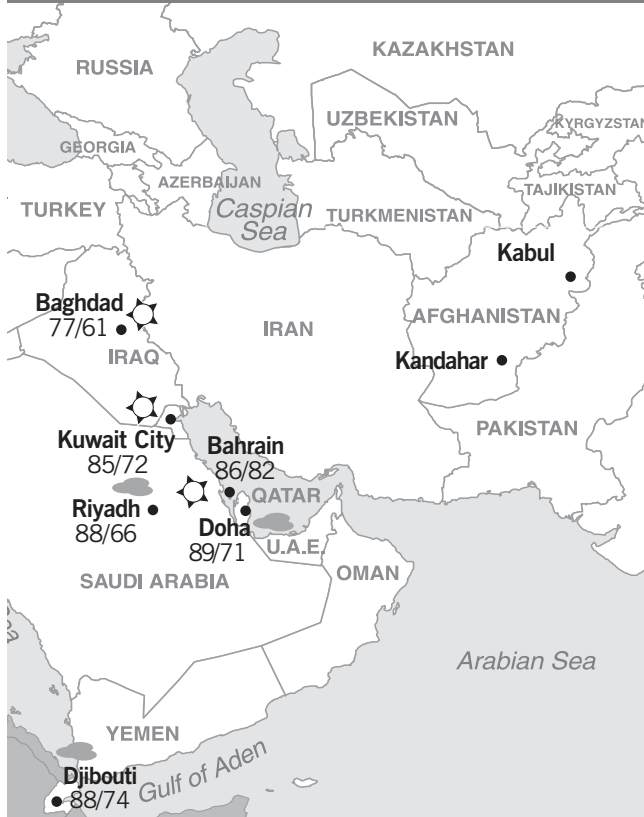 KAZAKHSTAN
RUSSIA
UZBEKISTAN
KYRGYZSTAN
GEORGIA
AZERBAIJAN
TAJIKISTAN
TURKEY
Caspian
Sea
TURKMENISTAN
Kabul
Baghdad
77/61
IRAN
AFGHANISTAN
IRAQ
Kandahar
PAKISTAN
Kuwait City
85/72
Bahrain
86/82
Riyadh
88/66
QATAR
Doha
89/71
U.A.E.
SAUDI ARABIA
OMAN
Arabian Sea
YEMEN
Gulf of Aden
Djibouti
88/74